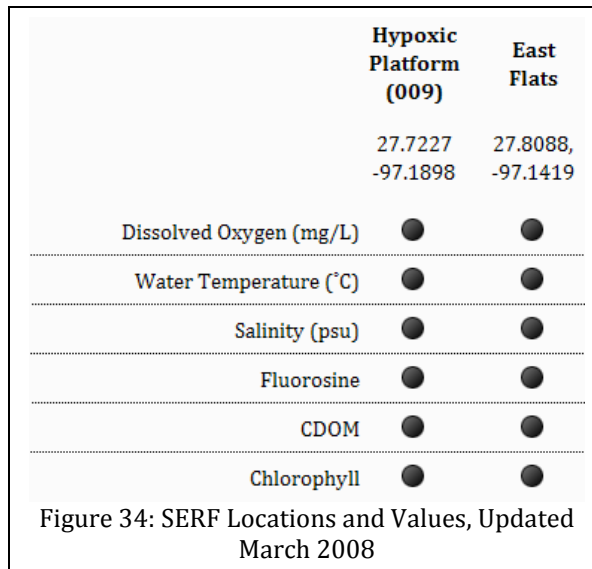 Hypoxic
Platform
(009)
East
Flats
27.7227
-97.1898
27.8088,
-97.1419
Dissolved Oxygen (mg/L)
Water Temperature (˚C)
Salinity (psu)
Fluorosine
CDOM
Chlorophyll
Figure 34: SERF Locations and Values, Updated
March 2008